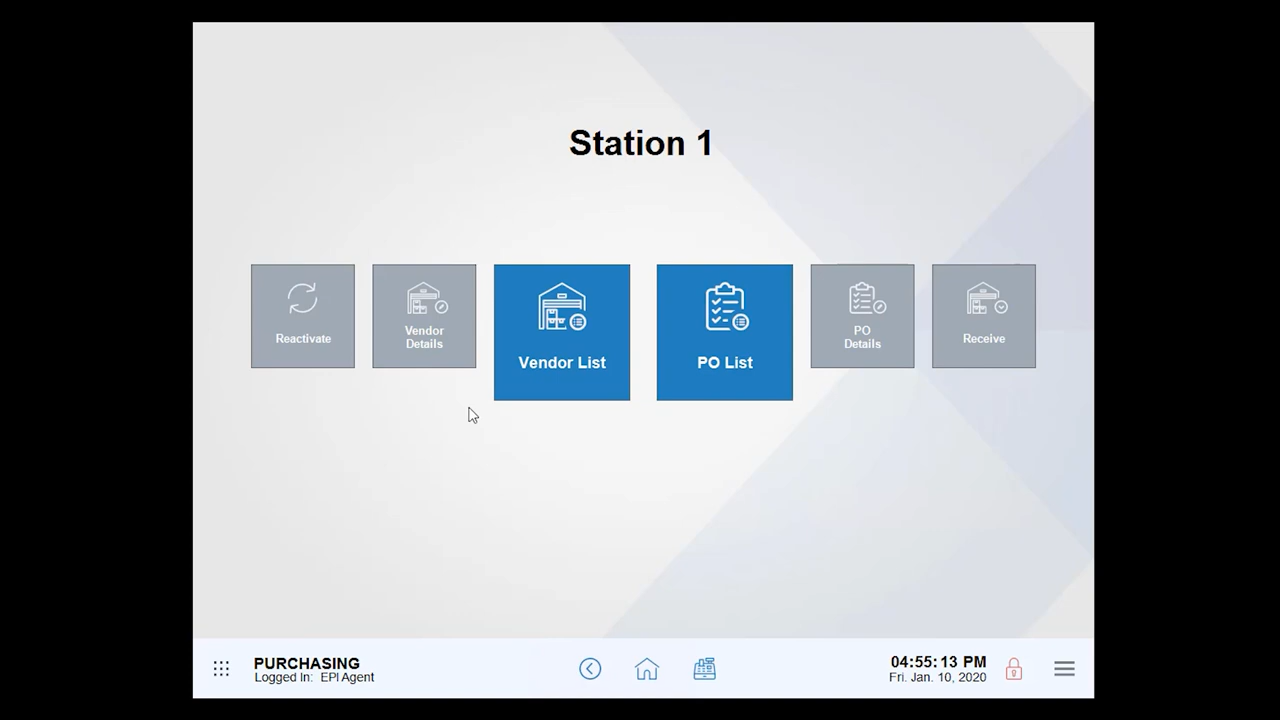 Station 1
Reactivate
Vendor
Details
Vendor List
PO List
PO
Details
Receive
PURCHASING
Logged In: EPI Agent
04:55:13 PM
Fri. Jan. 10, 2020